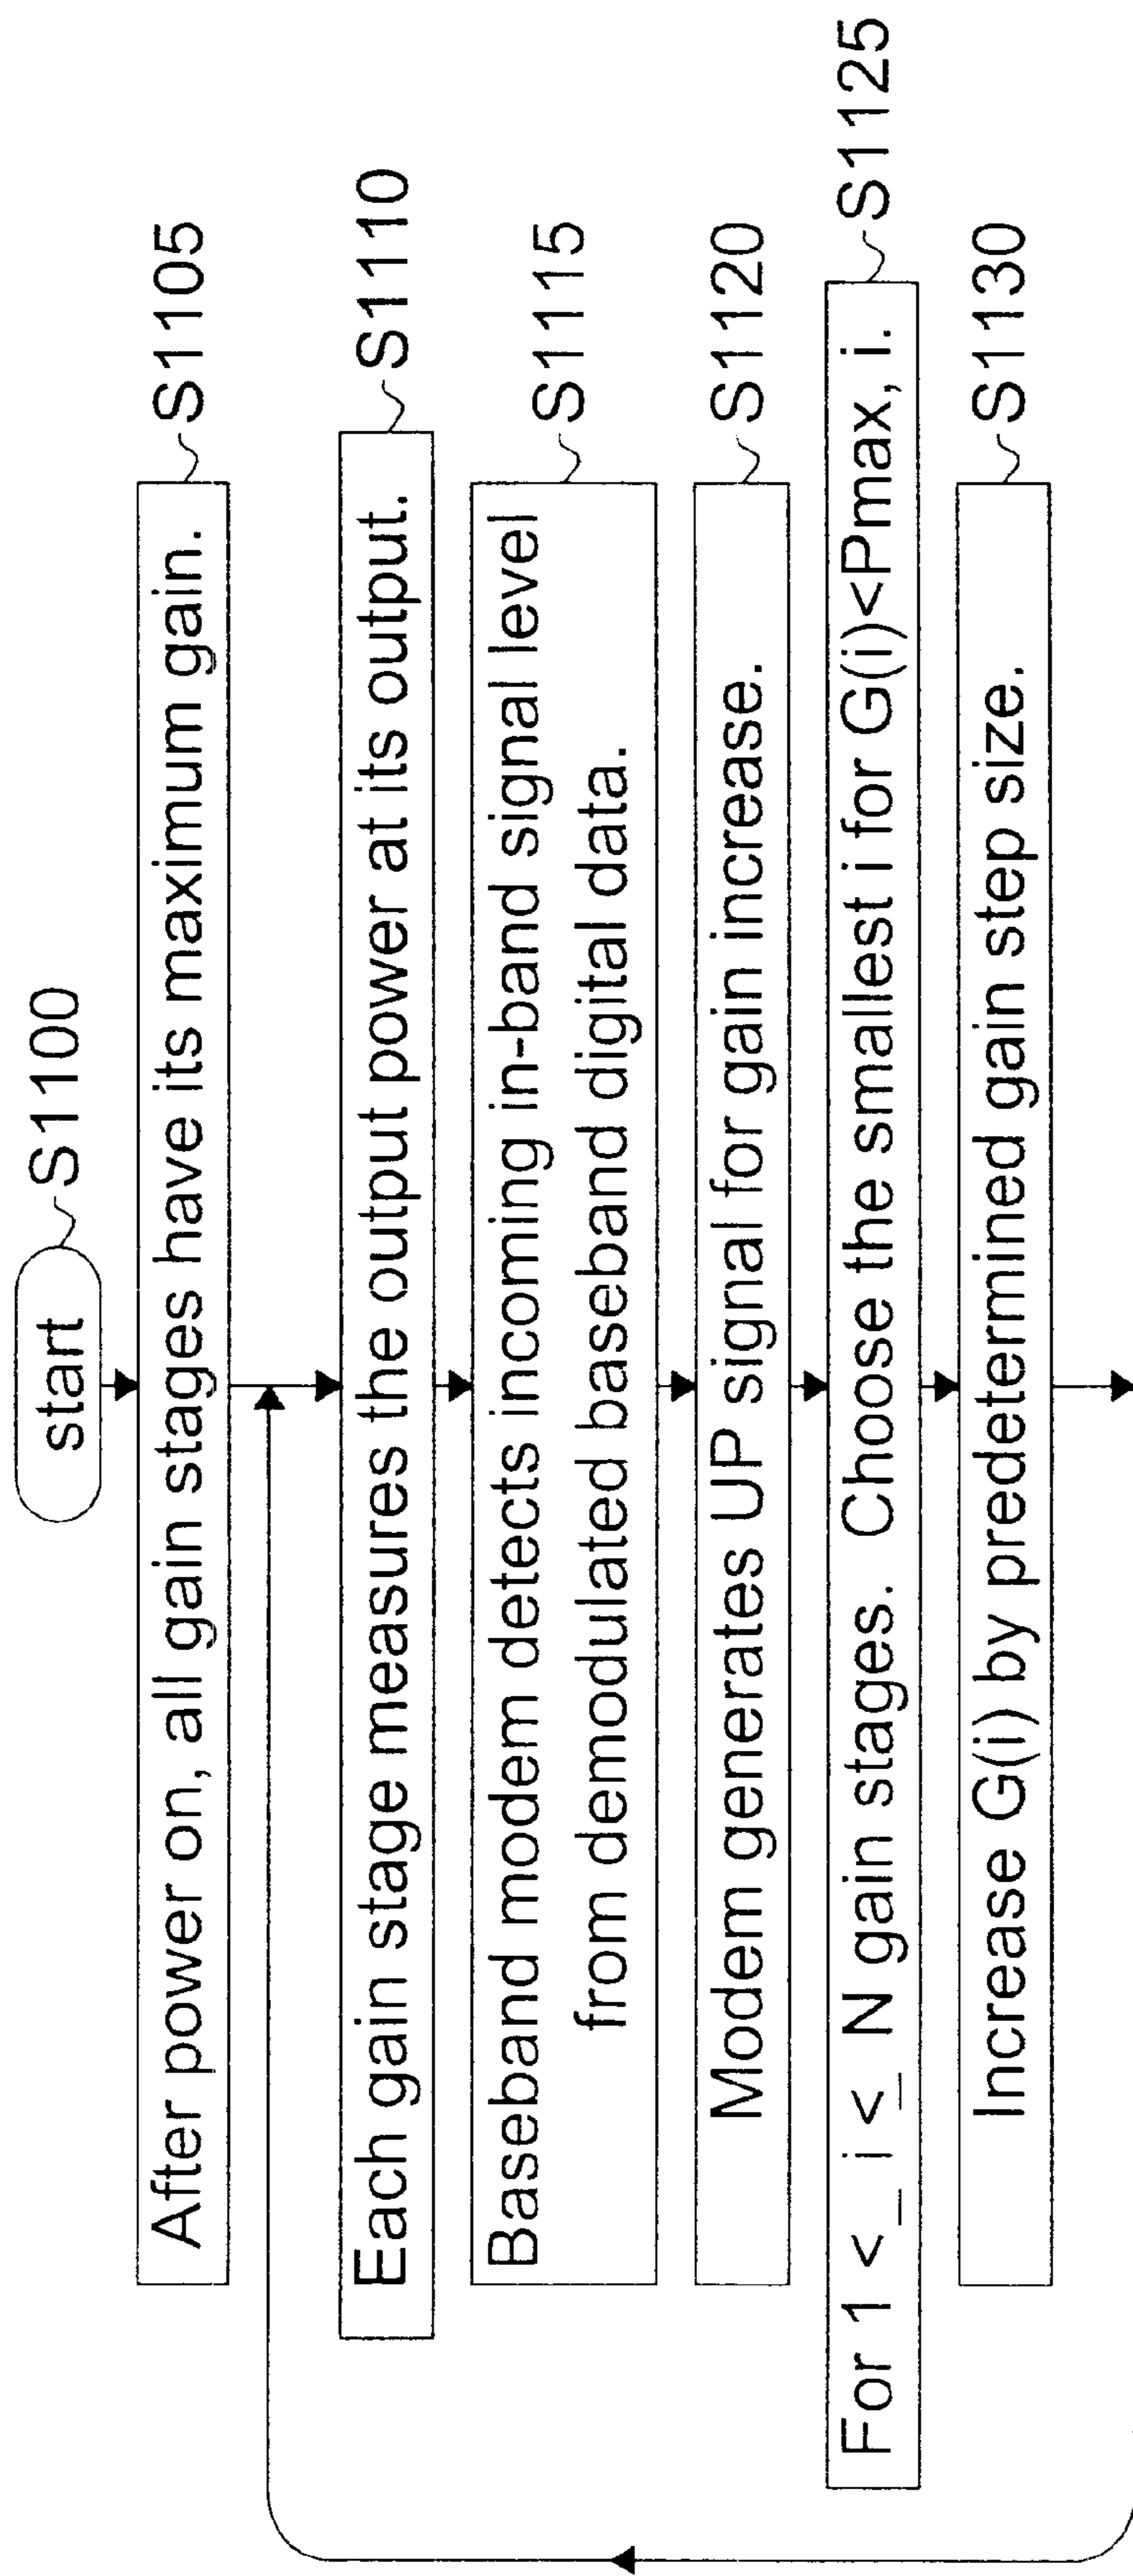 start S1100
After power on, all gain stages have its maximum gain. S1105
Each gain stage measures the output power at its output. S1110
Baseband modem detects incoming in-band signal level
from demodulated baseband digital data. S1115
Modem generates UP signal for gain increase. S1120
For 1 <_ i <_ N gain stages. Choose the smallest i for G(i)<Pmax, i. S1125
Increase G(i) by predetermined gain step size. S1130